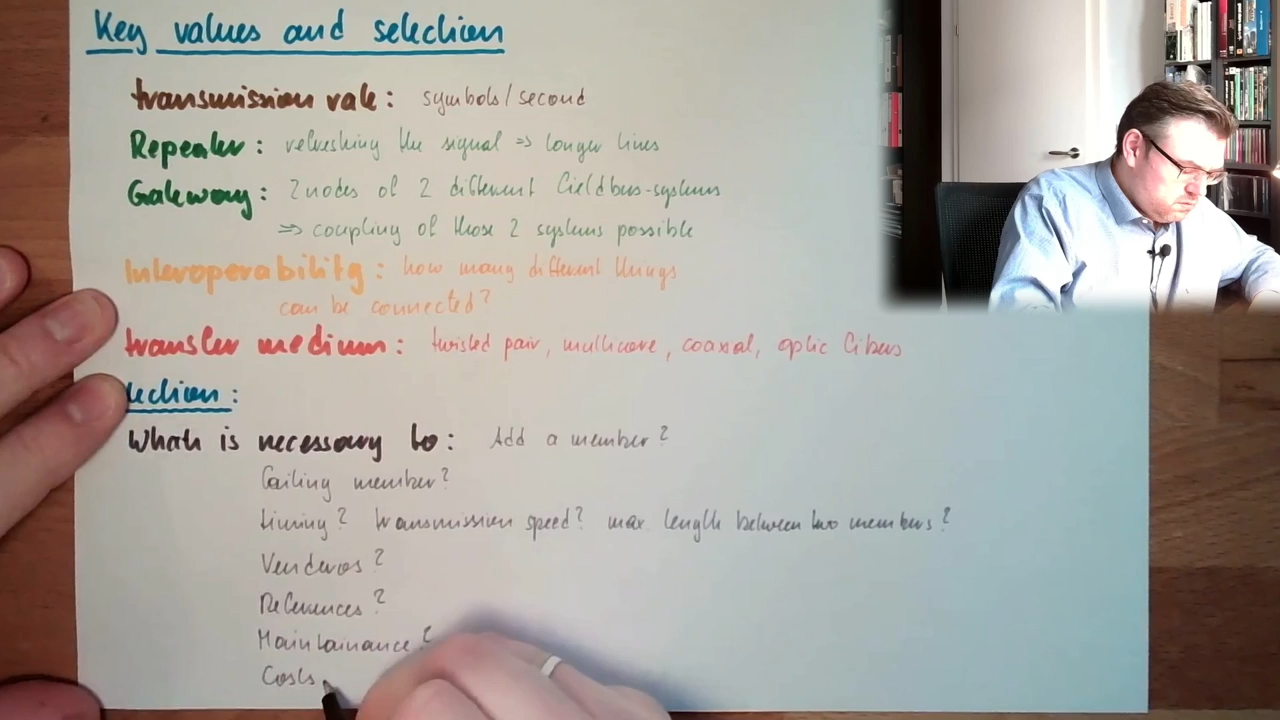 Key values and selection
transmission rate: symbols/second
Repeater: refreshing the signal => longer lines
Gateway: 2 nodes of 2 different fieldbus-systems
=> coupling of those 2 systems possible
Interoperability: how many different things
can be connected?
transfer medium: twisted pair, multicore, coaxial, optic fibers
lection:
What is necessary to: Add a member?
failing member?
timing? transmission speed? max length between two members?
Vendors?
References?
Maintainance?
Costs